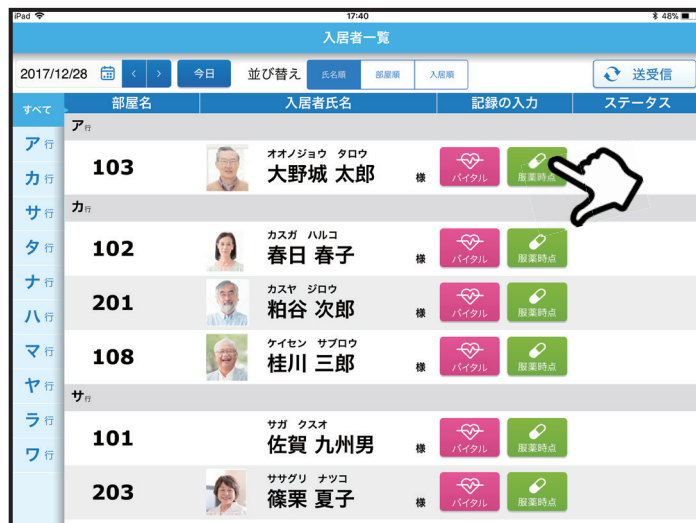 iPad 17:40 48%
入居者一覧
2017/12/28 < > 今日 並び替え 氏名順 部屋順 入居順 送受信
すべて 部屋名 入居者氏名 記録の入力 ステータス
ア行
ア行
オオノジョウ タロウ
103 大野城 太郎 様 バイタル 服薬時点
カ行
サ行
カ行
カスガ ハルコ
タ行
102 春日 春子 様 バイタル 服薬時点
ナ行
カスヤ ジロウ
201 粕谷 次郎 様 バイタル 服薬時点
ハ行
マ行
ケイセン サブロウ
108 桂川 三郎 様 バイタル 服薬時点
ヤ行
サ行
ラ行
サガ クスオ
101 佐賀 九州男 様 バイタル 服薬時点
ワ行
ササグリ ナツコ
203 篠栗 夏子 様 バイタル 服薬時点